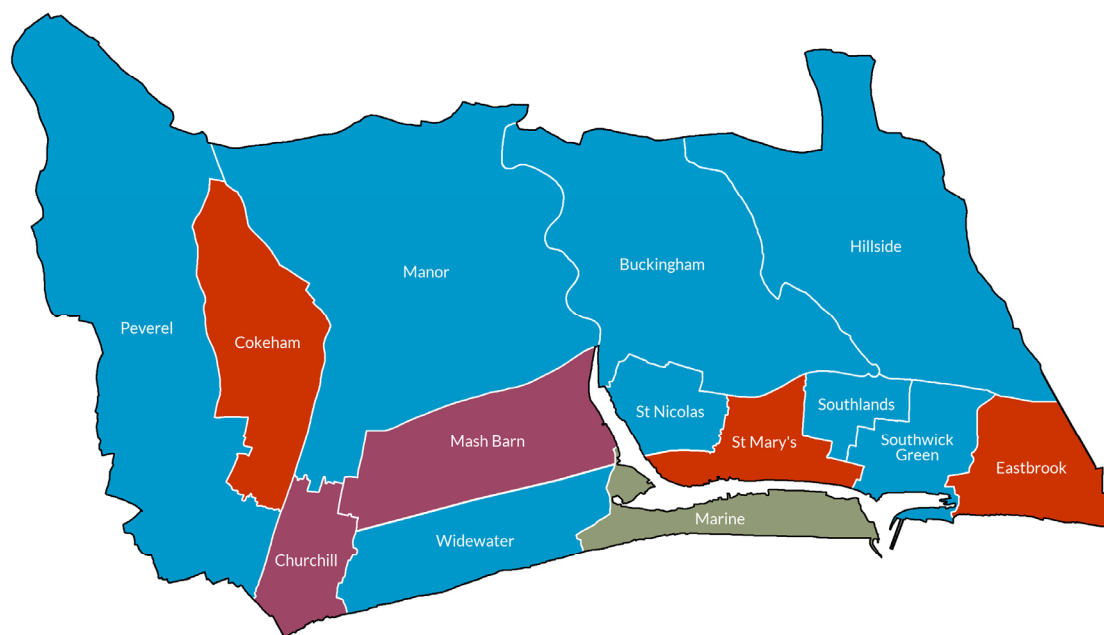 Hillside
Buckingham
Manor
Peverel
Cokeham
Southlands
St Nicolas
Mash Barn
St Mary's
Southwick
Green
Eastbrook
Marine
Widewater
Churchill